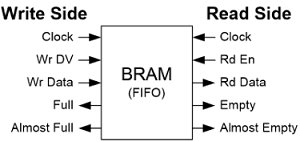 Write Side
Read Side
Clock
Clock
Wr DV
Rd En
Wr Data
BRAM
(FIFO)
Rd Data
Full
Empty
Almost Full
Almost Empty